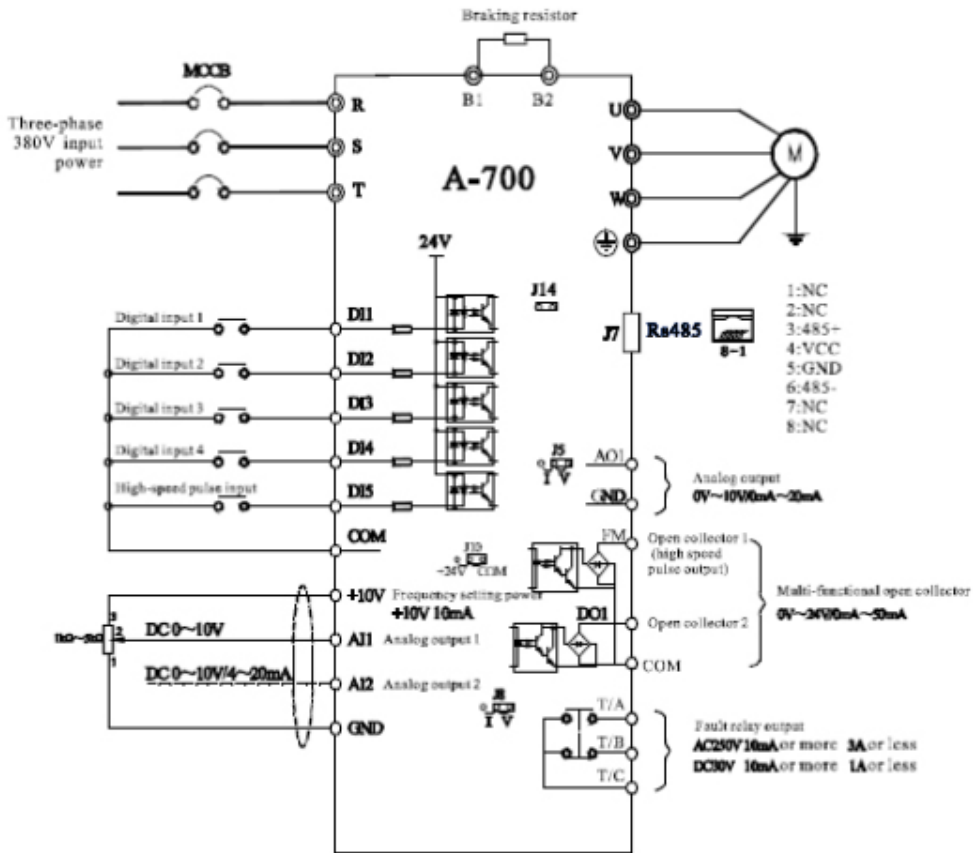 Braking resistor
MCCB
B1 B2
R
U
Three-phase
380V input
power
S
V
M
A-700
T
W
24V
J14
1:NC
2:NC
3:485+
4:VCC
5:GND
6:485-
7:NC
8:NC
J7 Rs485
8-1
Digital input 1
DI1
Digital input 2
DI2
Digital input 3
DI3
Digital input 4
DI4
High-speed pulse input
DI5
COM
J5
I V
AO1
GND
Analog output
0V~10V/0mA~20mA
J10
+24V COM
FM
Open collector 1
(high speed
pulse output)
DO1
Open collector 2
COM
Multi-functional open collector
0V~24V/0mA~50mA
+10V Frequency setting power
+10V 10mA
3
2
1
1kΩ~5kΩ
DC 0~10V
AI1 Analog output 1
DC 0~10V/4~20mA
AI2 Analog output 2
GND
J8
I V
T/A
T/B
T/C
Fault relay output
AC250V 10mA or more 3A or less
DC30V 10mA or more 1A or less